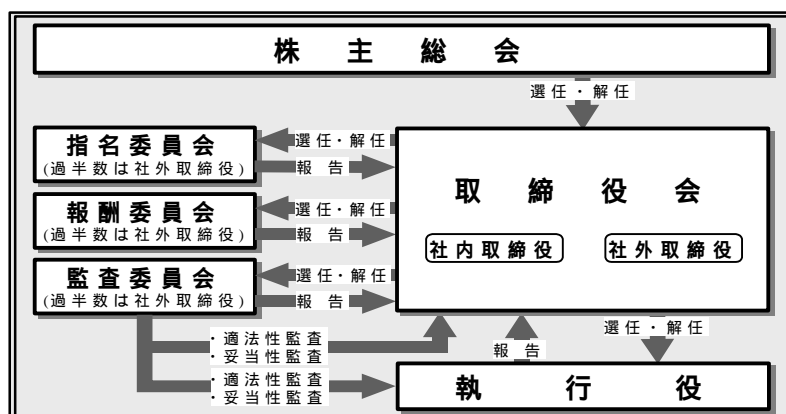 株主総会
選任・解任
指名委員会
(過半数は社外取締役)
選任・解任
報告
報酬委員会
(過半数は社外取締役)
選任・解任
報告
監査委員会
(過半数は社外取締役)
選任・解任
報告
取締役会
社内取締役
社外取締役
・適法性監査
・妥当性監査
報告
選任・解任
・適法性監査
・妥当性監査
執行役